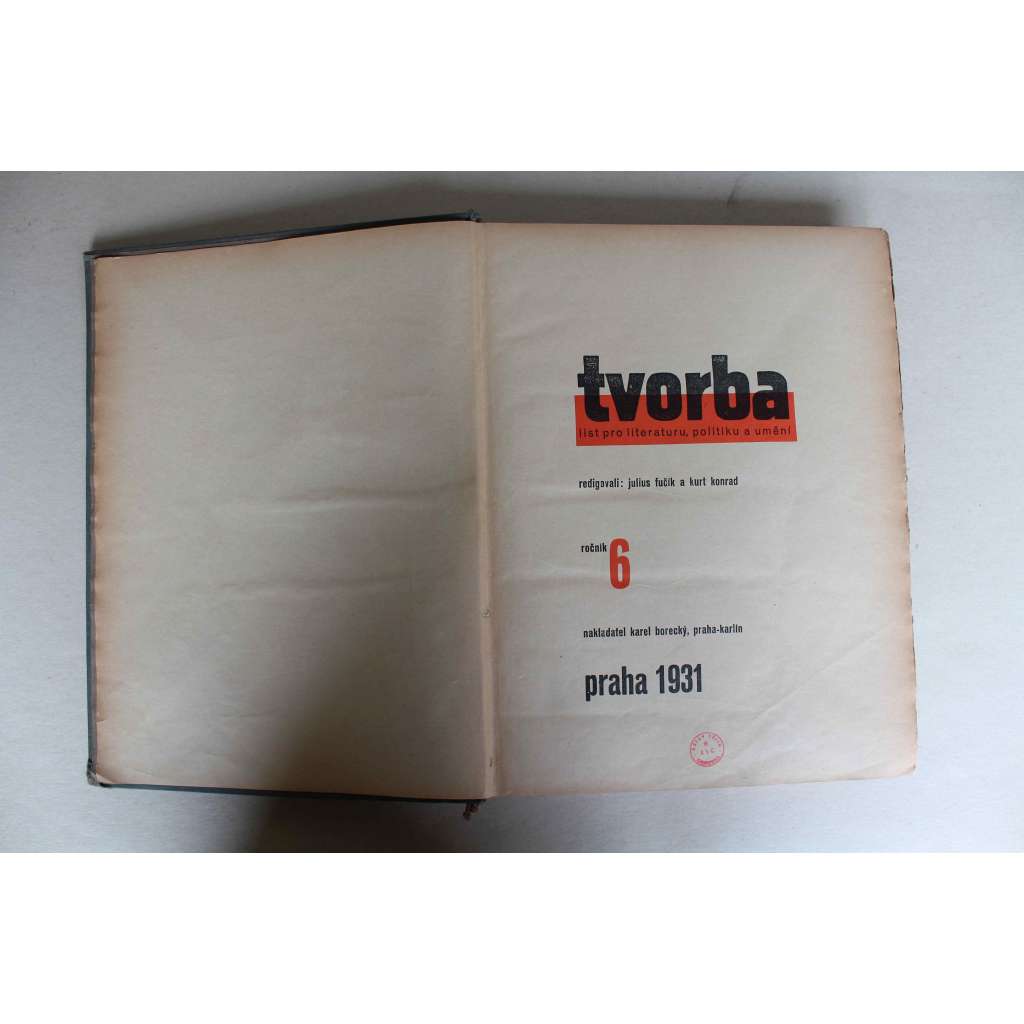 tvorba
list pro literaturu, politiku a umění
redigovali: julius fučík a kurt konrad
ročník 6
nakladatel karel borecký, praha-karlín
praha 1931